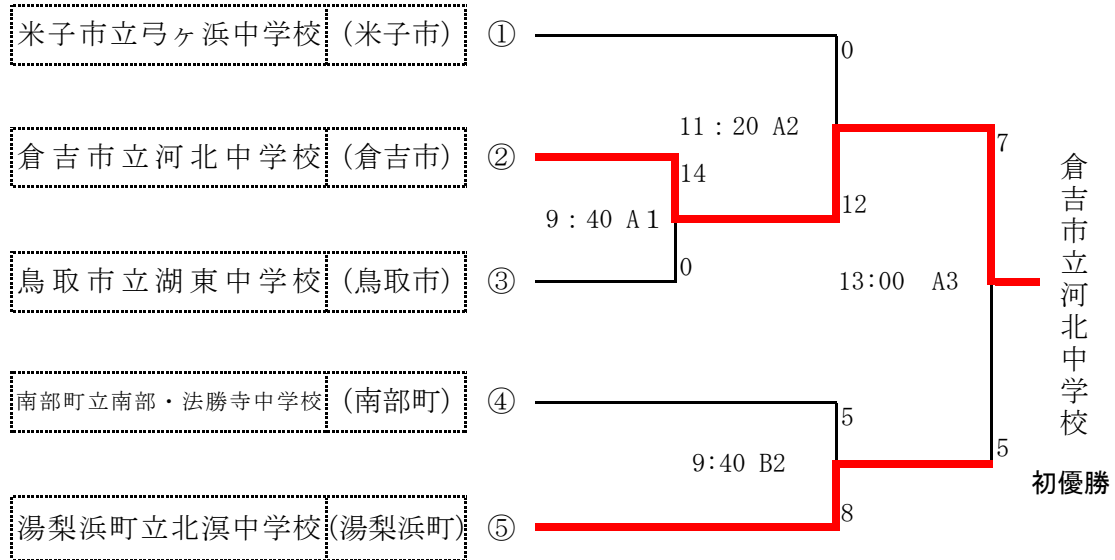 米子市立弓ヶ浜中学校 (米子市) ①
0
11：20 A2
倉吉市立河北中学校 (倉吉市) ②
14
7
12
9：40 A１
鳥取市立湖東中学校 (鳥取市) ③
0
13:00 A3
倉吉市立河北中学校
初優勝
南部町立南部・法勝寺中学校 (南部町) ④
5
5
9:40 B2
湯梨浜町立北溟中学校 (湯梨浜町) ⑤
8